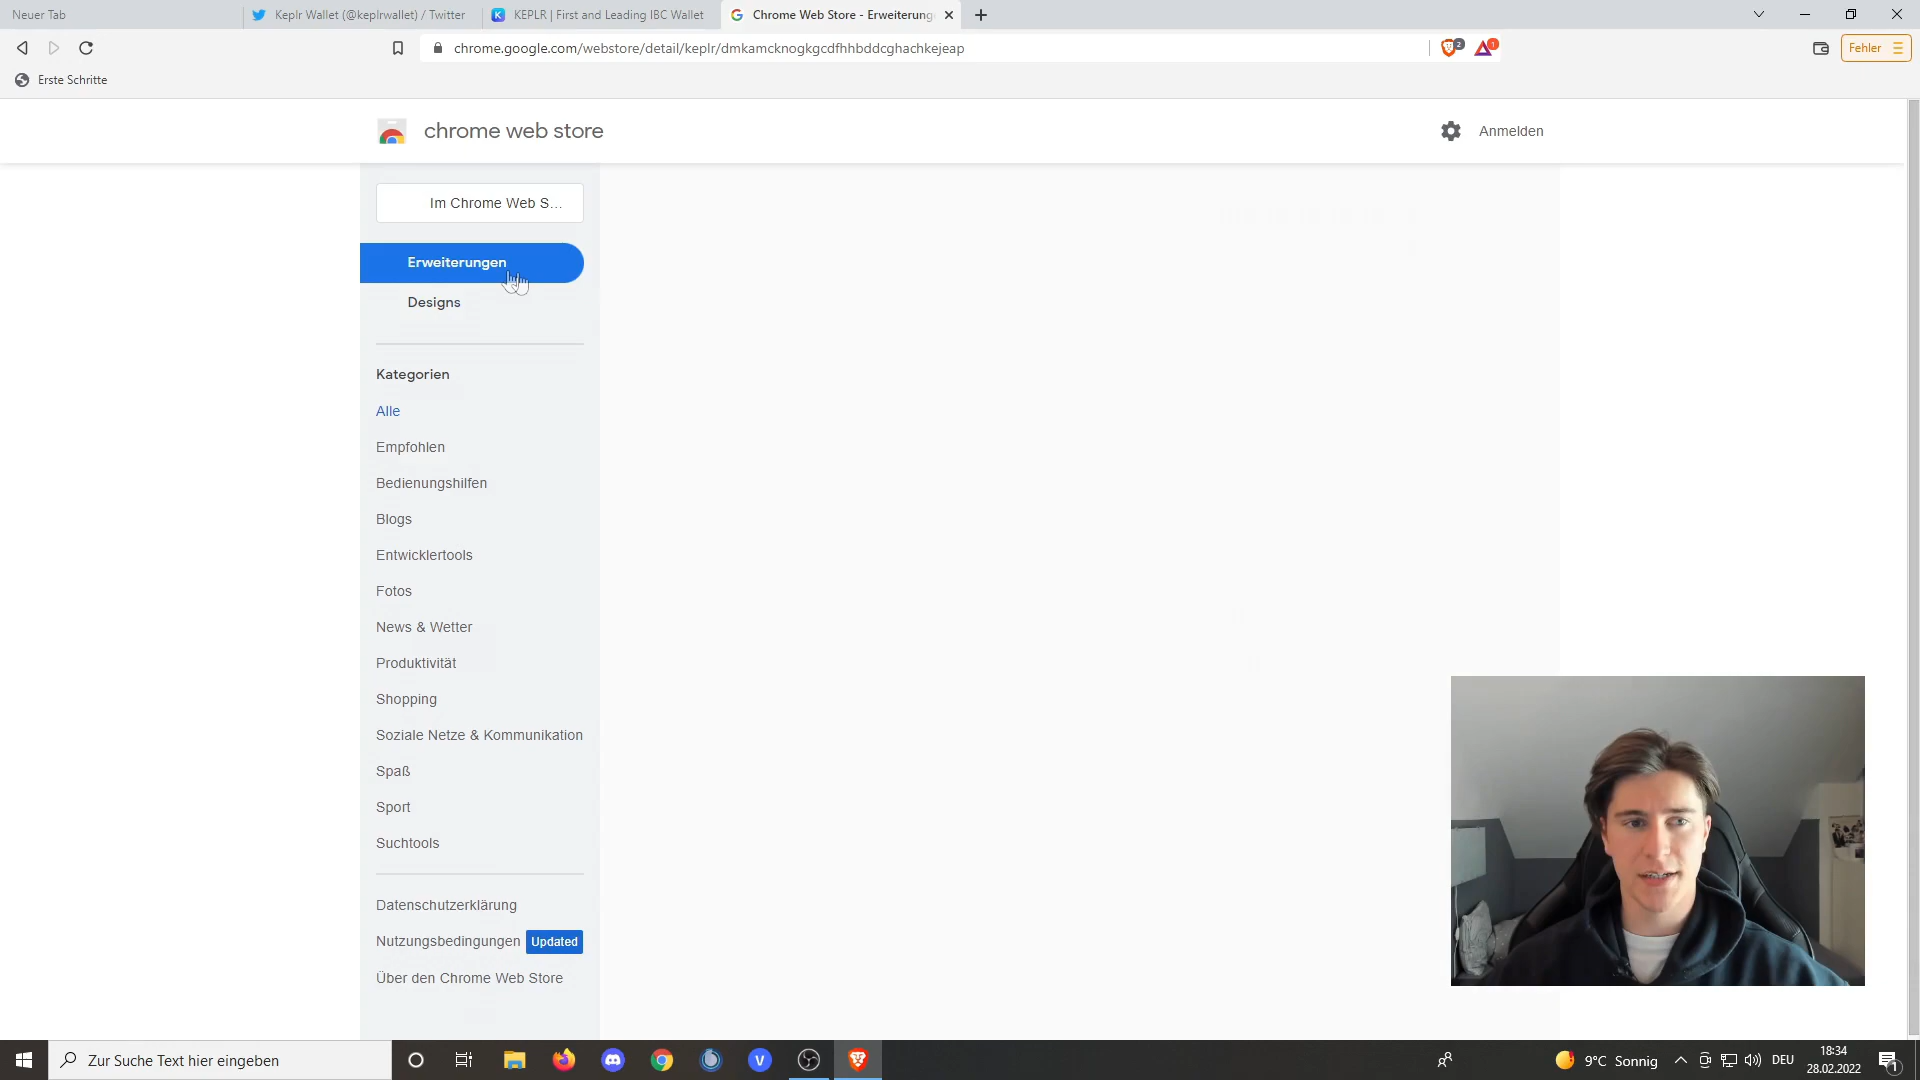 Neuer Tab
Keplr Wallet (@keplrwallet) / Twitter
KEPLR | First and Leading IBC Wallet
Chrome Web Store - Erweiterung
chrome.google.com/webstore/detail/keplr/dmkamcknogkgcdfhhbddcghachkejeap
2
1
Fehler
Erste Schritte
chrome web store
Anmelden
Im Chrome Web S...
Erweiterungen
Designs
Kategorien
Alle
Empfohlen
Bedienungshilfen
Blogs
Entwicklertools
Fotos
News & Wetter
Produktivität
Shopping
Soziale Netze & Kommunikation
Spaß
Sport
Suchtools
Datenschutzerklärung
Nutzungsbedingungen Updated
Über den Chrome Web Store
Zur Suche Text hier eingeben
9°C Sonnig
DEU
18:34
28.02.2022
1